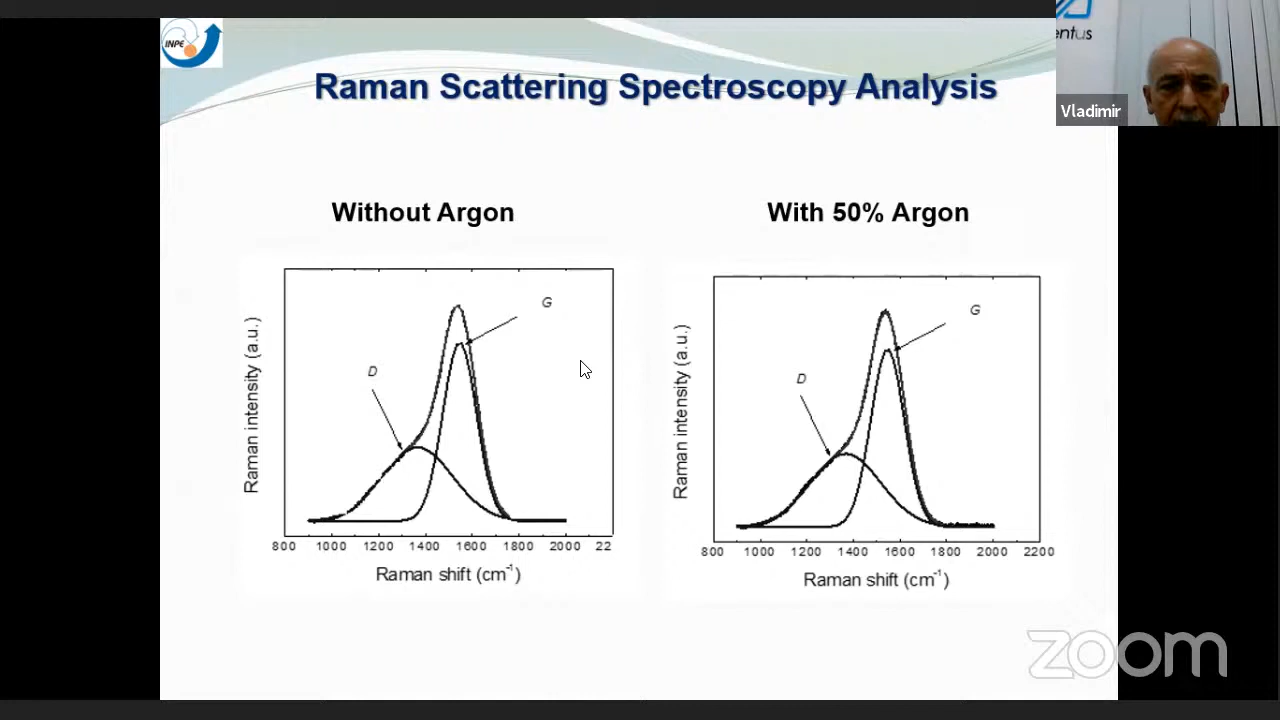 INPE
Raman Scattering Spectroscopy Analysis
entus
Vladimir
Without Argon
With 50% Argon
G
D
Raman intensity (a.u.)
800 1000 1200 1400 1600 1800 2000 22
Raman shift (cm⁻¹)
G
D
Raman intensity (a.u.)
800 1000 1200 1400 1600 1800 2000 2200
Raman shift (cm⁻¹)
zoom